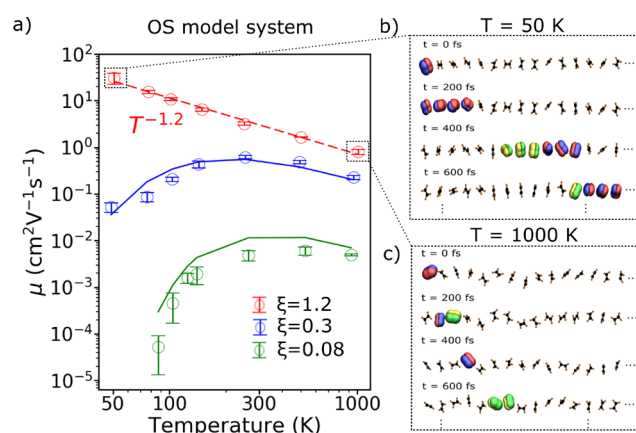 a)
OS model system
μ (cm²V⁻¹s⁻¹)
10²
10¹
10⁰
10⁻¹
10⁻²
10⁻³
10⁻⁴
10⁻⁵
T⁻¹·²
ξ=1.2
ξ=0.3
ξ=0.08
50
100
300
1000
Temperature (K)
b)
T = 50 K
t = 0 fs
t = 200 fs
t = 400 fs
t = 600 fs
c)
T = 1000 K
t = 0 fs
t = 200 fs
t = 400 fs
t = 600 fs